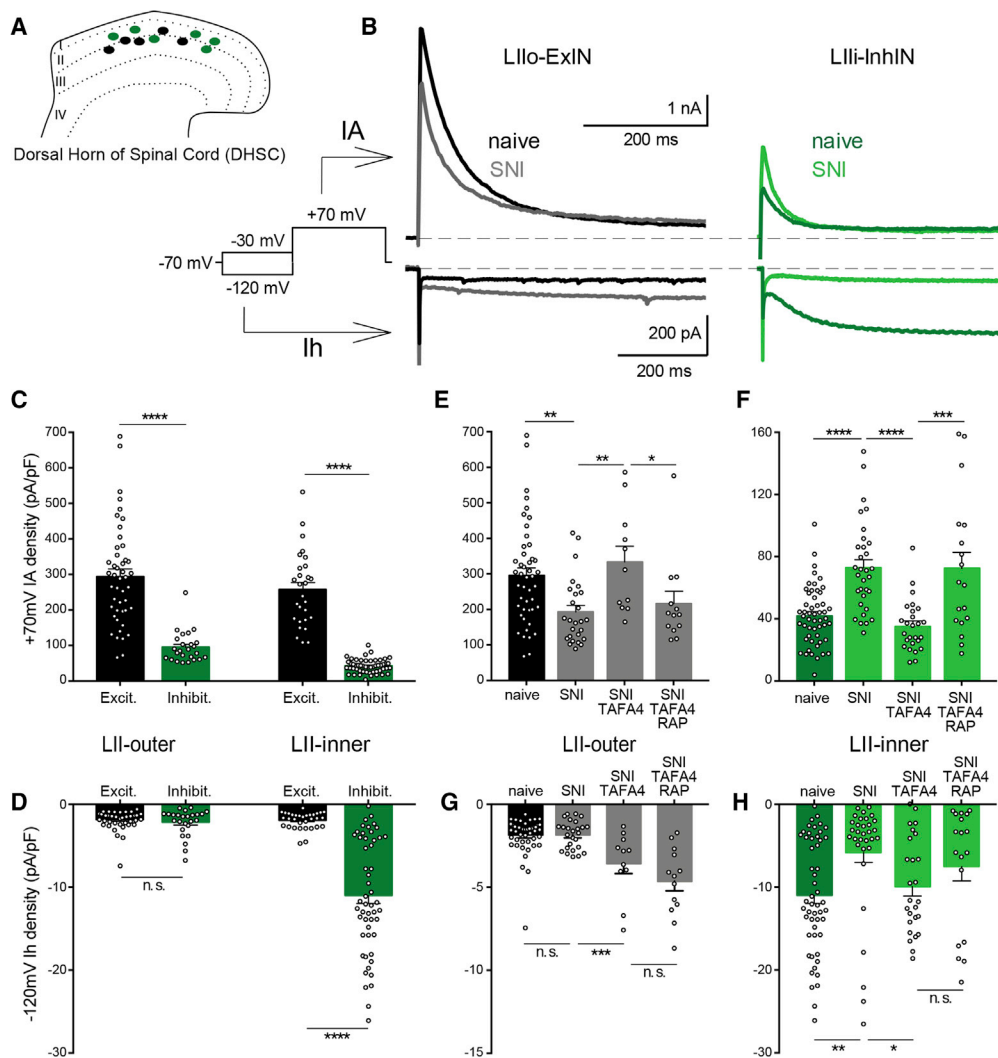 A
I
II
III
IV
Dorsal Horn of Spinal Cord (DHSC)
B
LIIo-ExIN
LIIi-InhIN
1 nA
200 ms
IA
naive
SNI
naive
SNI
+70 mV
-30 mV
-70 mV
-120 mV
Ih
200 pA
200 ms
C
+70mV IA density (pA/pF)
700
600
500
400
300
200
100
0
****
****
Excit.
Inhibit.
Excit.
Inhibit.
LII-outer
LII-inner
E
700
600
500
400
300
200
100
0
**
**
*
naive
SNI
SNI TAFA4
SNI TAFA4 RAP
LII-outer
F
160
120
80
40
0
****
****
***
naive
SNI
SNI TAFA4
SNI TAFA4 RAP
LII-inner
D
-120mV Ih density (pA/pF)
Excit.
Inhibit.
Excit.
Inhibit.
0
-10
-20
-30
n. s.
****
G
naive
SNI
SNI TAFA4
SNI TAFA4 RAP
0
-5
-10
-15
n. s.
***
n. s.
H
naive
SNI
SNI TAFA4
SNI TAFA4 RAP
0
-10
-20
-30
**
*
n. s.